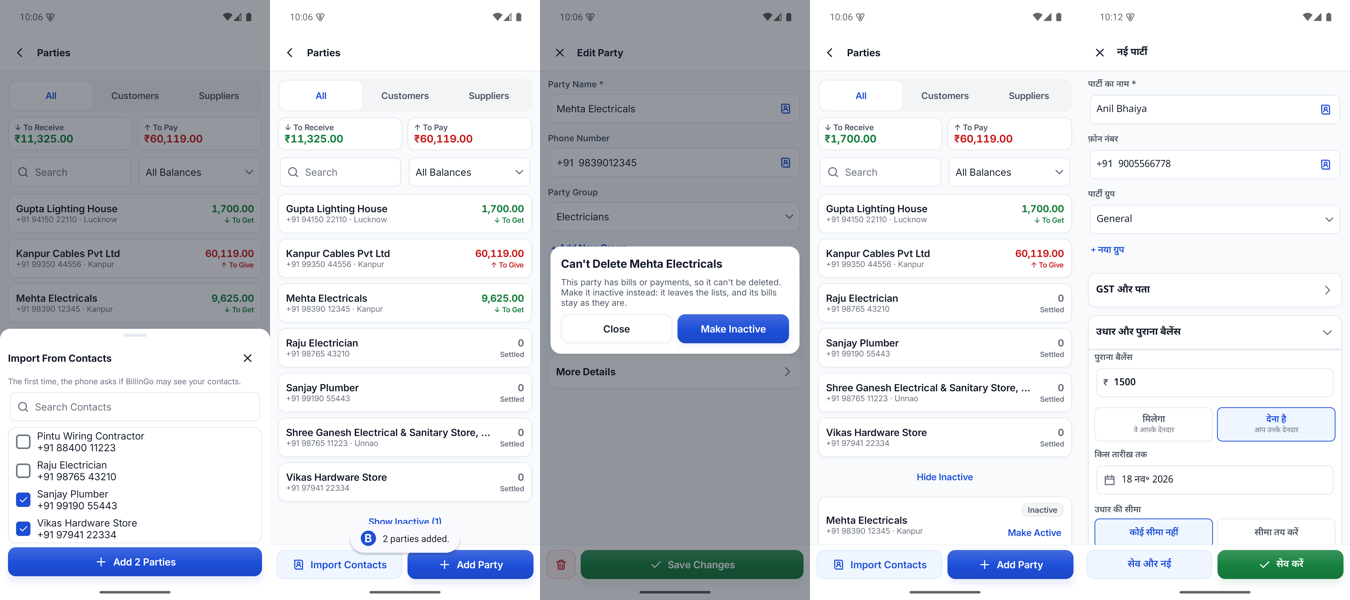 10:06
Parties
All
Customers
Suppliers
↓ To Receive
₹11,325.00
↑ To Pay
₹60,119.00
Search
All Balances
Gupta Lighting House
1,700.00
+91 94150 22110 · Lucknow
↓ To Get
Kanpur Cables Pvt Ltd
60,119.00
+91 99350 44556 · Kanpur
↑ To Give
Mehta Electricals
9,625.00
+91 98390 12345 · Kanpur
↓ To Get
Import From Contacts
The first time, the phone asks if BillinGo may see your contacts.
Search Contacts
Pintu Wiring Contractor
+91 88400 11223
Raju Electrician
+91 98765 43210
Sanjay Plumber
+91 99190 55443
Vikas Hardware Store
+91 97941 22334
+ Add 2 Parties
10:06
Parties
All
Customers
Suppliers
↓ To Receive
₹11,325.00
↑ To Pay
₹60,119.00
Search
All Balances
Gupta Lighting House
1,700.00
+91 94150 22110 · Lucknow
↓ To Get
Kanpur Cables Pvt Ltd
60,119.00
+91 99350 44556 · Kanpur
↑ To Give
Mehta Electricals
9,625.00
+91 98390 12345 · Kanpur
↓ To Get
Raju Electrician
0
+91 98765 43210
Settled
Sanjay Plumber
0
+91 99190 55443
Settled
Shree Ganesh Electrical & Sanitary Store, ...
0
+91 98765 11223 · Unnao
Settled
Vikas Hardware Store
0
+91 97941 22334
Settled
Show Inactive (1)
B
2 parties added.
Import Contacts
+ Add Party
10:06
Edit Party
Party Name *
Mehta Electricals
Phone Number
+91 9839012345
Party Group
Electricians
+ Add New Group
Can't Delete Mehta Electricals
This party has bills or payments, so it can't be deleted.
Make it inactive instead: it leaves the lists, and its bills
stay as they are.
Close
Make Inactive
More Details
Save Changes
10:06
Parties
All
Customers
Suppliers
↓ To Receive
₹1,700.00
↑ To Pay
₹60,119.00
Search
All Balances
Gupta Lighting House
1,700.00
+91 94150 22110 · Lucknow
↓ To Get
Kanpur Cables Pvt Ltd
60,119.00
+91 99350 44556 · Kanpur
↑ To Give
Raju Electrician
0
+91 98765 43210
Settled
Sanjay Plumber
0
+91 99190 55443
Settled
Shree Ganesh Electrical & Sanitary Store, ...
0
+91 98765 11223 · Unnao
Settled
Vikas Hardware Store
0
+91 97941 22334
Settled
Hide Inactive
Inactive
Mehta Electricals
+91 98390 12345 · Kanpur
Make Active
Import Contacts
+ Add Party
10:12
नई पार्टी
पार्टी का नाम *
Anil Bhaiya
फ़ोन नंबर
+91 9005566778
पार्टी ग्रुप
General
+ नया ग्रुप
GST और पता
उधार और पुराना बैलेंस
पुराना बैलेंस
₹ 1500
मिलेगा
वे आपके देनदार
देना है
आप उनके देनदार
किस तारीख़ तक
18 नव॰ 2026
उधार की सीमा
कोई सीमा नहीं
सीमा तय करें
सेव और नई
सेव करें